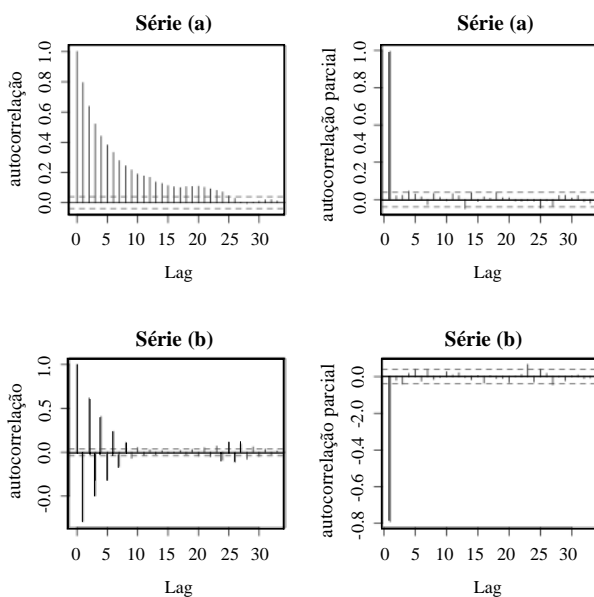 Série (a)
autocorrelação
0.0 0.2 0.4 0.6 0.8 1.0
0 5 10 15 20 25 30
Lag
Série (a)
autocorrelação parcial
0.0 0.2 0.4 0.6 0.8 1.0
0 5 10 15 20 25 30
Lag
Série (b)
autocorrelação
-0.0 0.0 0.5 1.0
0 5 10 15 20 25 30
Lag
Série (b)
autocorrelação parcial
-0.8 -0.4 -2.0 0.0
0 5 10 15 20 25 30
Lag